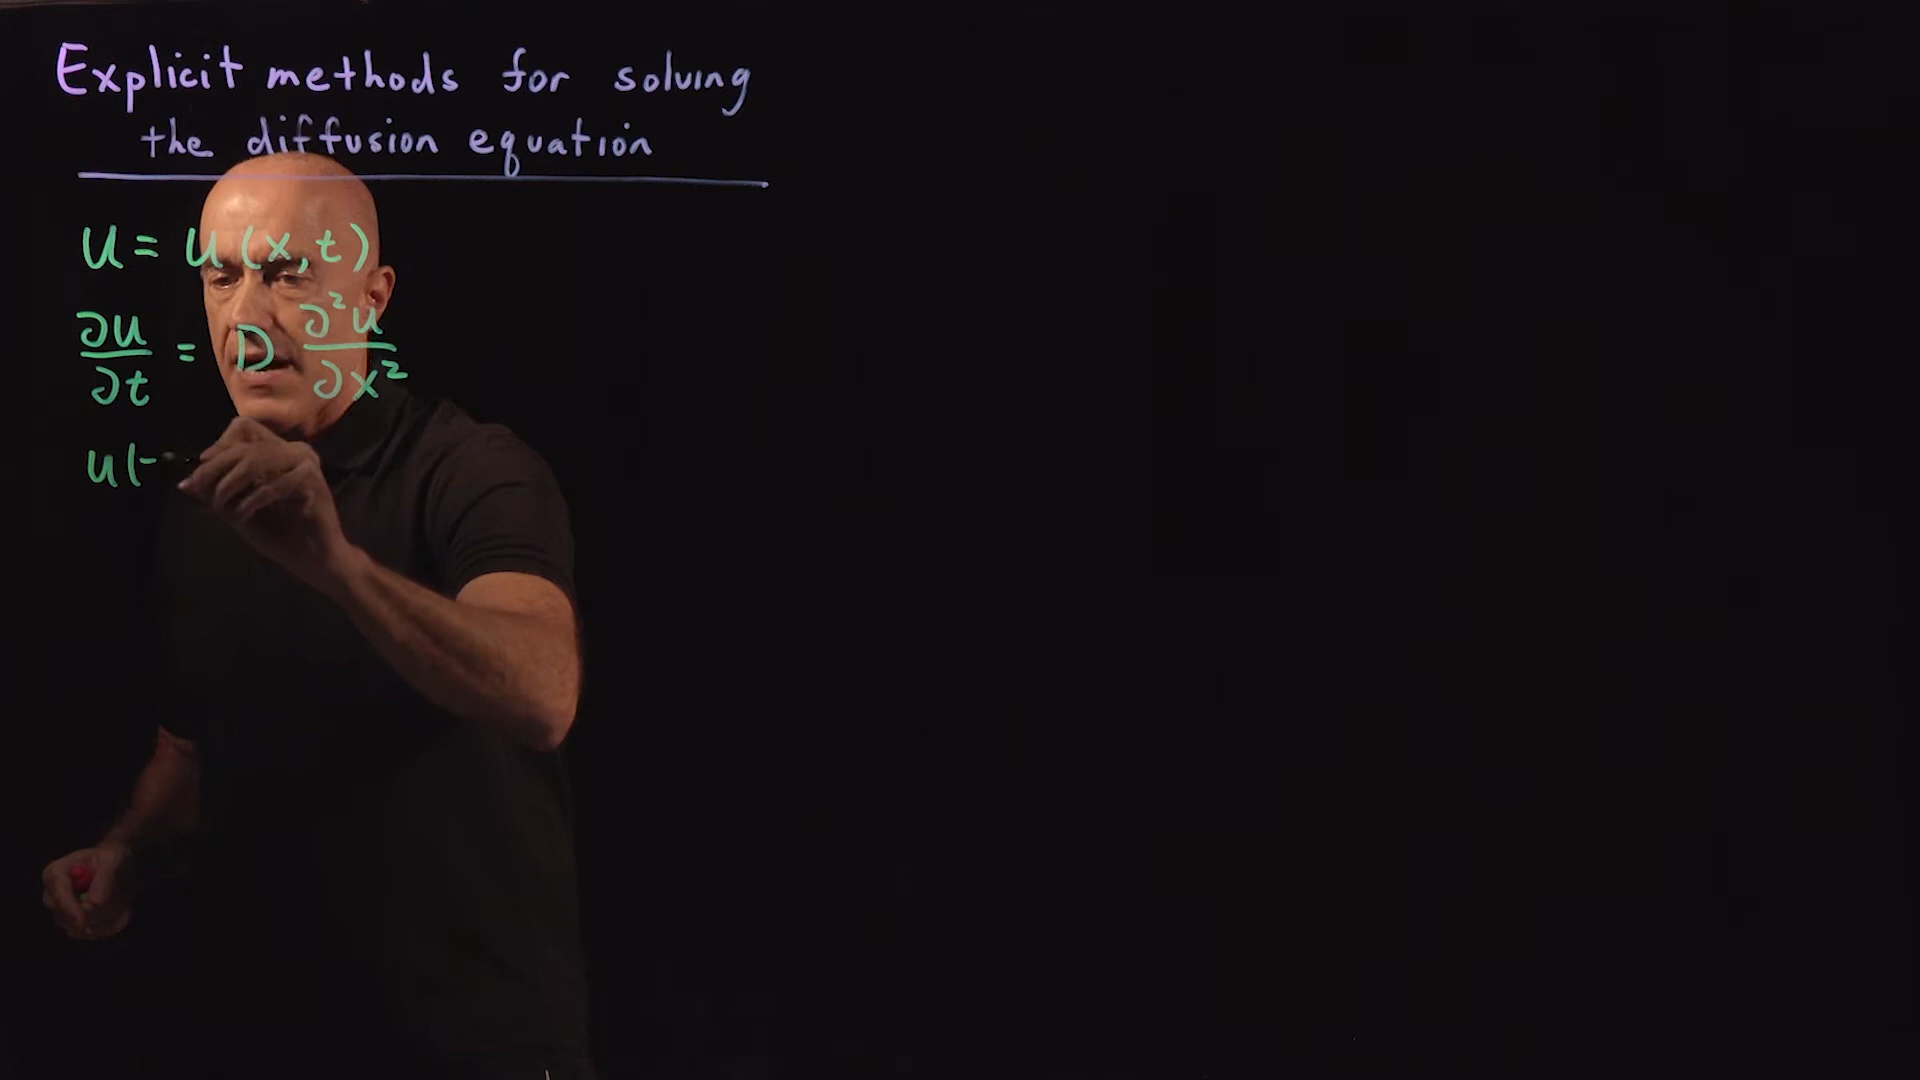 Explicit methods for solving
the diffusion equation
u = u(x,t)
∂u/∂t = D ∂²u/∂x²
u(-